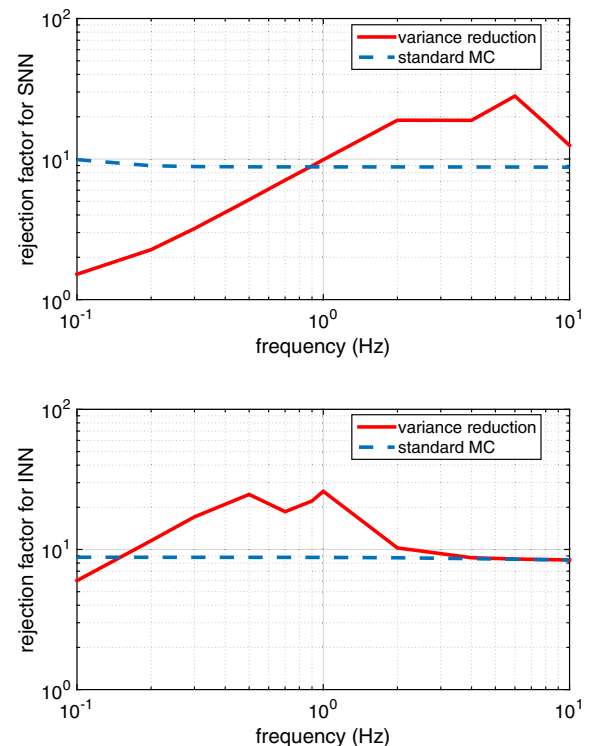 10²
10¹
10⁰
rejection factor for SNN
variance reduction
standard MC
10⁻¹
10⁰
10¹
frequency (Hz)
10²
10¹
10⁰
rejection factor for INN
variance reduction
standard MC
10⁻¹
10⁰
10¹
frequency (Hz)